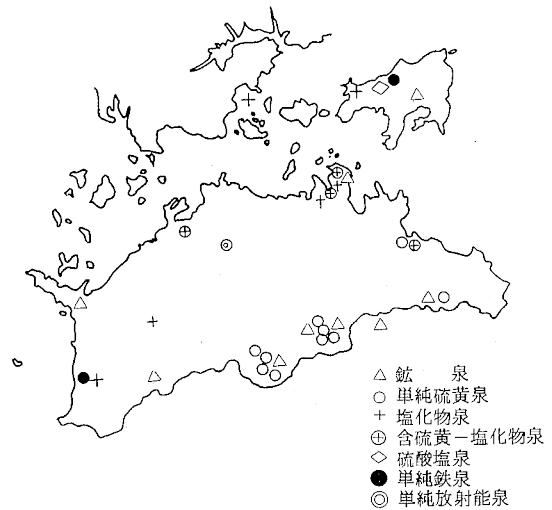 鉱　泉
単純硫黄泉
塩化物泉
含硫黄－塩化物泉
硫酸塩泉
単純鉄泉
単純放射能泉